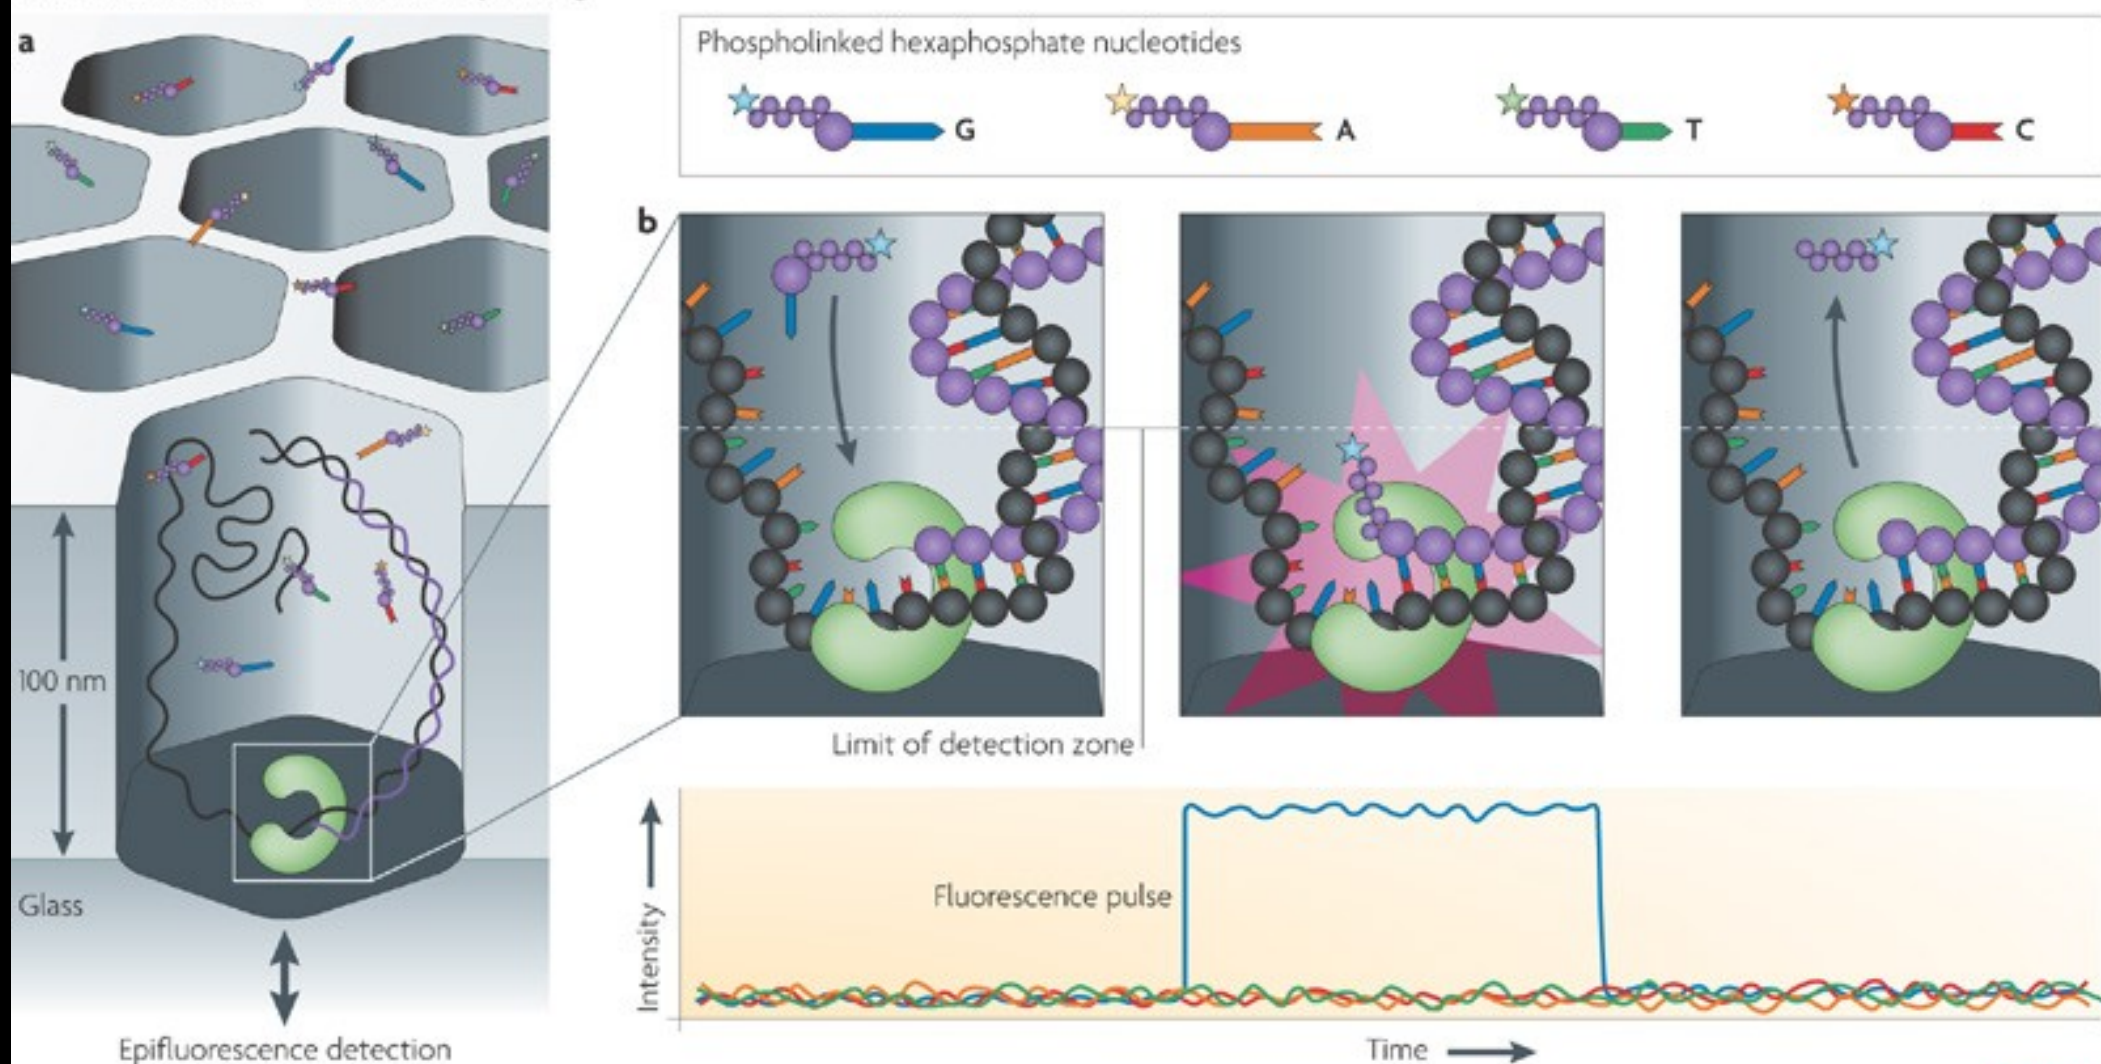 a
Phospholinked hexaphosphate nucleotides
G
A
T
C
b
100 nm
Glass
Epifluorescence detection
Limit of detection zone
Fluorescence pulse
Intensity
Time